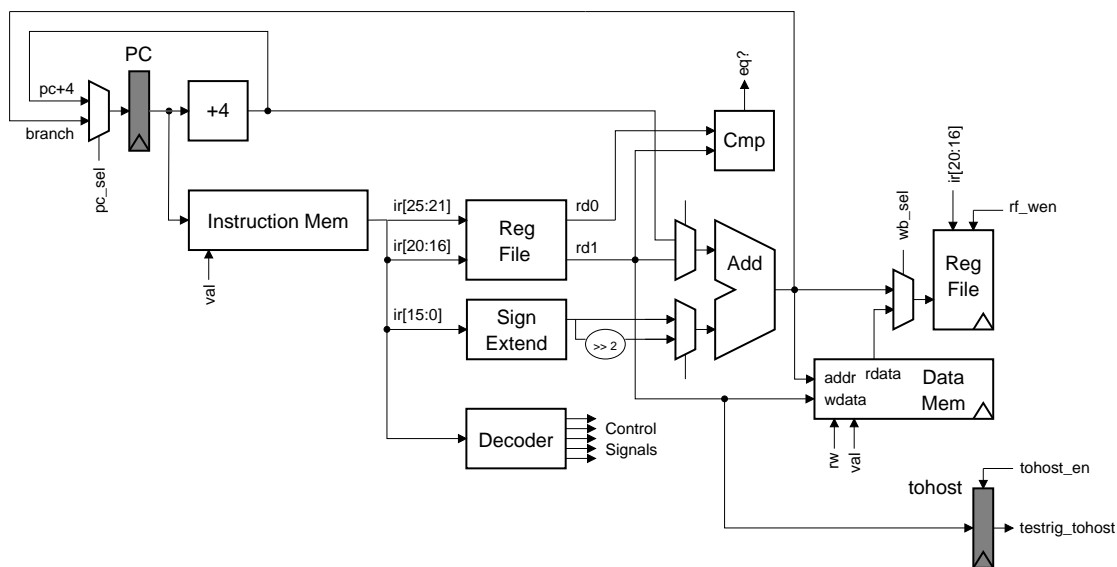 PC
eq?
pc+4
+4
branch
Cmp
pc_sel
ir[20:16]
rf_wen
wb_sel
Instruction Mem
ir[25:21]
rd0
Reg
File
ir[20:16]
rd1
val
Add
Reg
File
ir[15:0]
Sign
Extend
>> 2
addr
rdata
Data
Mem
wdata
Decoder
Control
Signals
rw
val
tohost
tohost_en
testrig_tohost